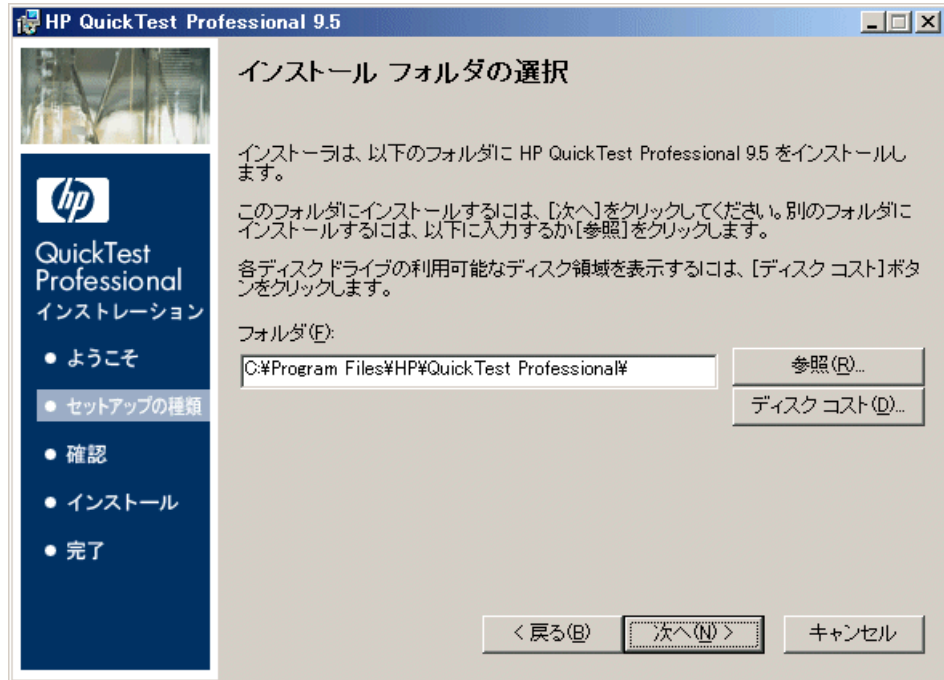 HP QuickTest Professional 9.5
インストール フォルダの選択
インストーラは、以下のフォルダに HP QuickTest Professional 9.5 をインストールし
ます。
このフォルダにインストールするには、[次へ]をクリックしてください。別のフォルダに
インストールするには、以下に入力するか[参照]をクリックします。
各ディスク ドライブの利用可能なディスク領域を表示するには、[ディスク コスト]ボタ
ンをクリックします。
フォルダ(F):
C:¥Program Files¥HP¥QuickTest Professional¥
参照(R)...
ディスク コスト(D)...
hp
QuickTest
Professional
インストレーション
• ようこそ
• セットアップの種類
• 確認
• インストール
• 完了
< 戻る(B)
次へ(N) >
キャンセル